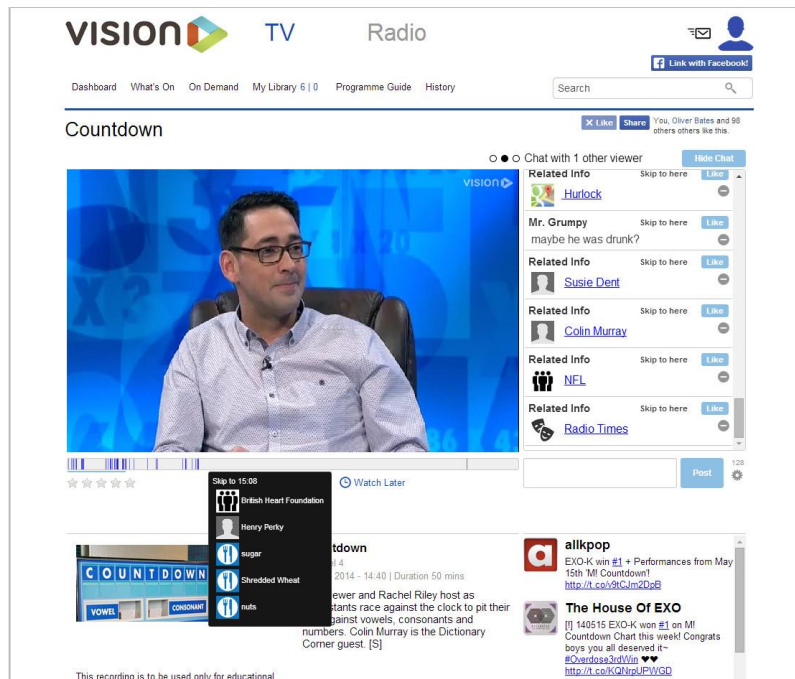 VISION TV Radio
Link with Facebook!
Dashboard What's On On Demand My Library 6 | 0 Programme Guide History
Search
Countdown
Like Share You, Oliver Bates and 98
others others like this.
Chat with 1 other viewer Hide Chat
VISION
Related Info Skip to here Like
Hurlock
Mr. Grumpy Skip to here Like
maybe he was drunk?
Related Info Skip to here Like
Susie Dent
Related Info Skip to here Like
Colin Murray
Related Info Skip to here Like
NFL
Related Info Skip to here Like
Radio Times
Watch Later
Post
128
Skip to 15:08
British Heart Foundation
Henry Perky
sugar
Shredded Wheat
nuts
COUNTDOWN
VOWEL CONSONANT
ntdown
el 4
2014 - 14:40 | Duration 50 mins
ewer and Rachel Riley host as
stants race against the clock to pit their
gainst vowels, consonants and
numbers. Colin Murray is the Dictionary
Corner guest. [S]
This recording is to be used only for educational
allkpop
EXO-K win #1 + Performances from May
15th 'M! Countdown'!
http://t.co/v9tCJm2DpB
The House Of EXO
[!] 140515 EXO-K won #1 on M!
Countdown Chart this week! Congrats
boys you all deserved it~
#Overdose3rdWin ♥♥
http://t.co/KQNrpUPWGD